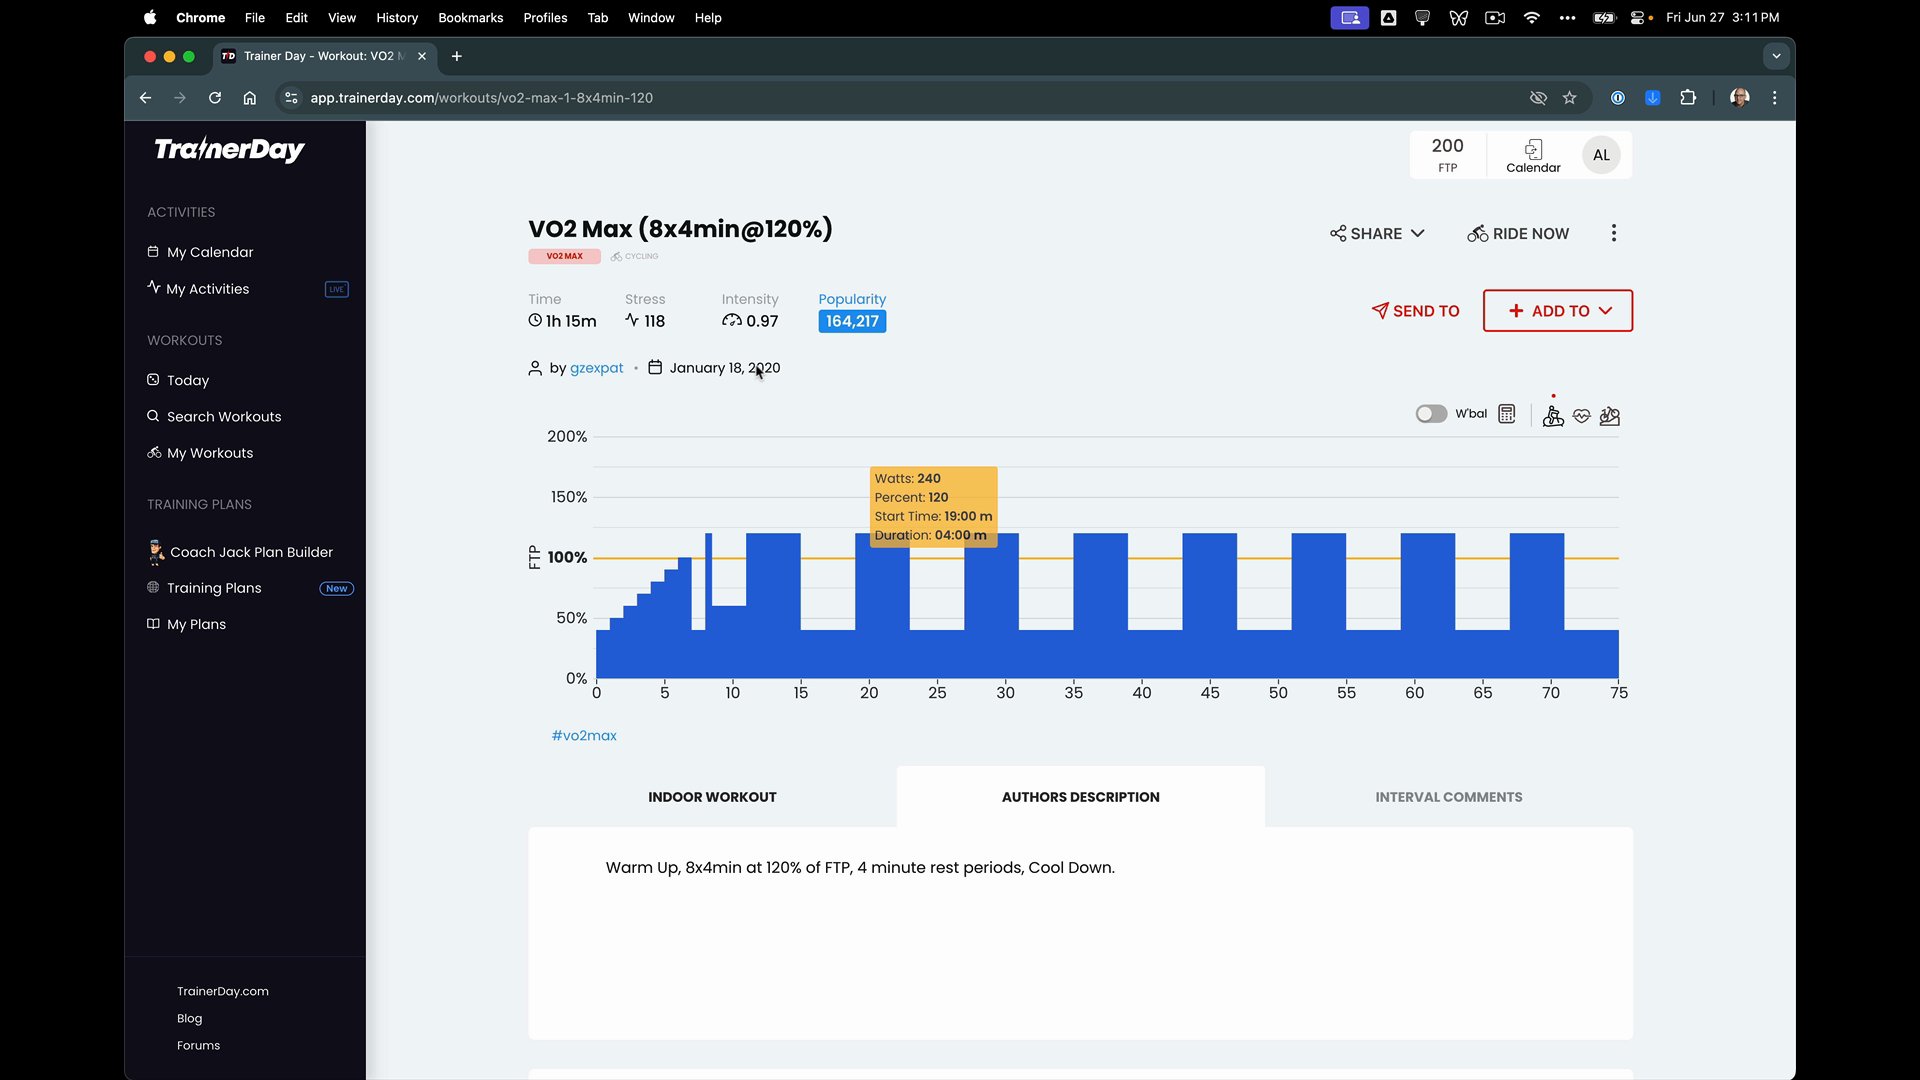 Chrome File Edit View History Bookmarks Profiles Tab Window Help Fri Jun 27 3:11 PM
TD Trainer Day - Workout: VO2 M
app.trainerday.com/workouts/vo2-max-1-8x4min-120
TrainerDay
ACTIVITIES
My Calendar
My Activities LIVE
WORKOUTS
Today
Search Workouts
My Workouts
TRAINING PLANS
Coach Jack Plan Builder
Training Plans New
My Plans
TrainerDay.com
Blog
Forums
200
FTP
Calendar
AL
VO2 Max (8x4min@120%)
VO2 MAX CYCLING
SHARE RIDE NOW
Time Stress Intensity Popularity
1h 15m 118 0.97 164,217
SEND TO + ADD TO
by gzexpat • January 18, 2020
W'bal
200%
150%
100%
50%
0%
FTP
Watts: 240
Percent: 120
Start Time: 19:00 m
Duration: 04:00 m
0 5 10 15 20 25 30 35 40 45 50 55 60 65 70 75
#vo2max
INDOOR WORKOUT AUTHORS DESCRIPTION INTERVAL COMMENTS
Warm Up, 8x4min at 120% of FTP, 4 minute rest periods, Cool Down.